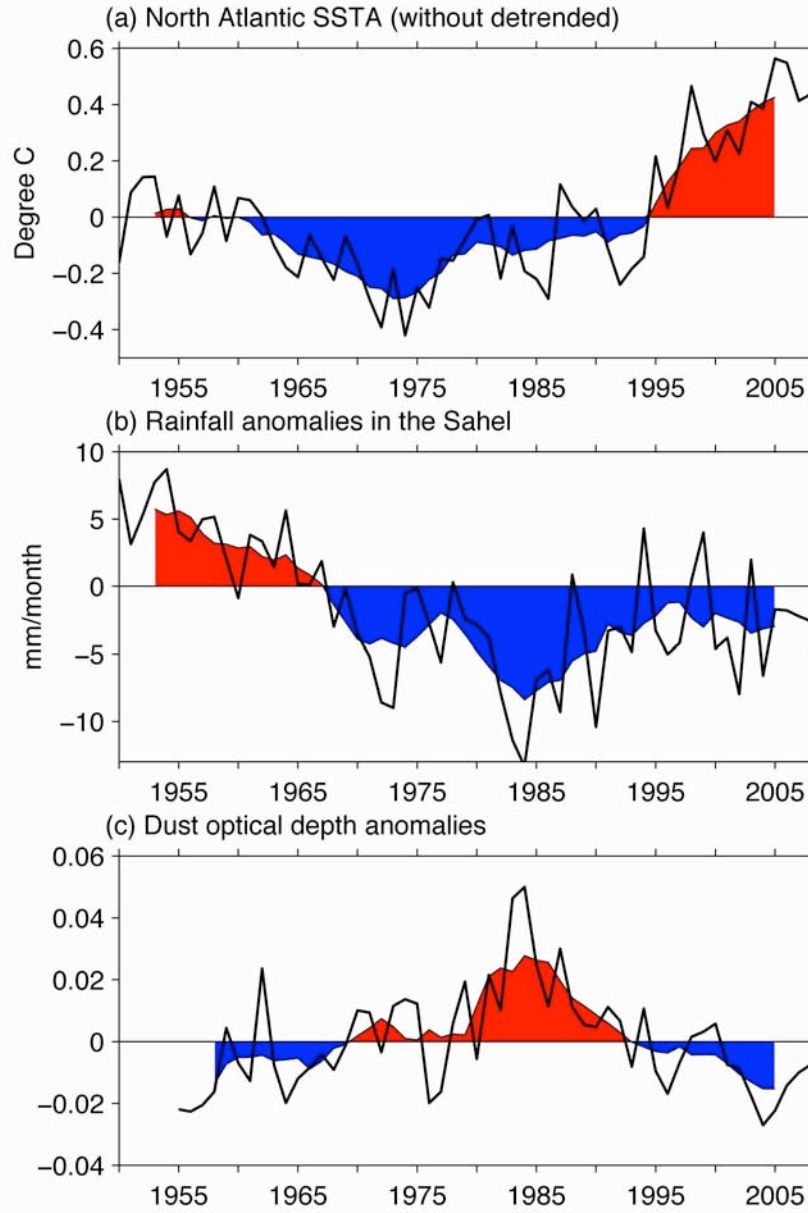 (a) North Atlantic SSTA (without detrended)
0.6
0.4
0.2
0
−0.2
−0.4
Degree C
1955 1965 1975 1985 1995 2005
(b) Rainfall anomalies in the Sahel
10
5
0
−5
−10
mm/month
1955 1965 1975 1985 1995 2005
(c) Dust optical depth anomalies
0.06
0.04
0.02
0
−0.02
−0.04
1955 1965 1975 1985 1995 2005